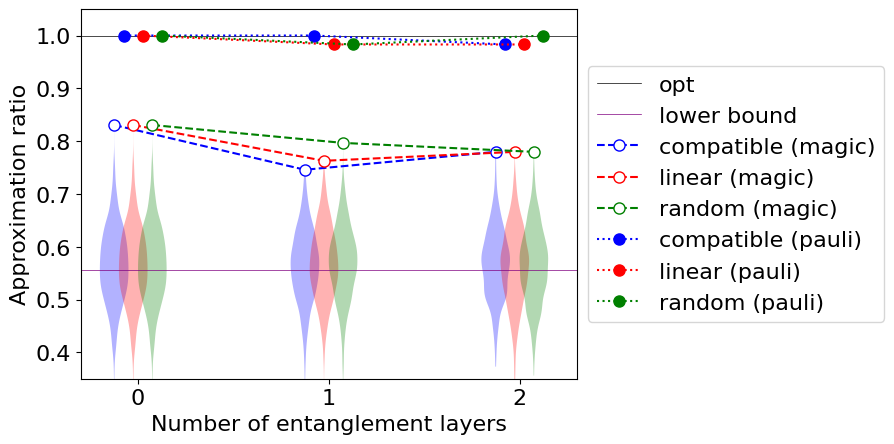 1.0
0.9
0.8
0.7
0.6
0.5
0.4
Approximation ratio
0 1 2
Number of entanglement layers
opt
lower bound
compatible (magic)
linear (magic)
random (magic)
compatible (pauli)
linear (pauli)
random (pauli)